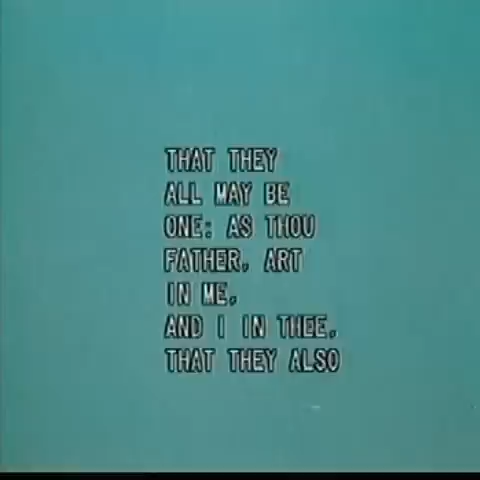 THAT THEY
ALL MAY BE
ONE: AS THOU
FATHER, ART
IN ME,
AND I IN THEE,
THAT THEY ALSO